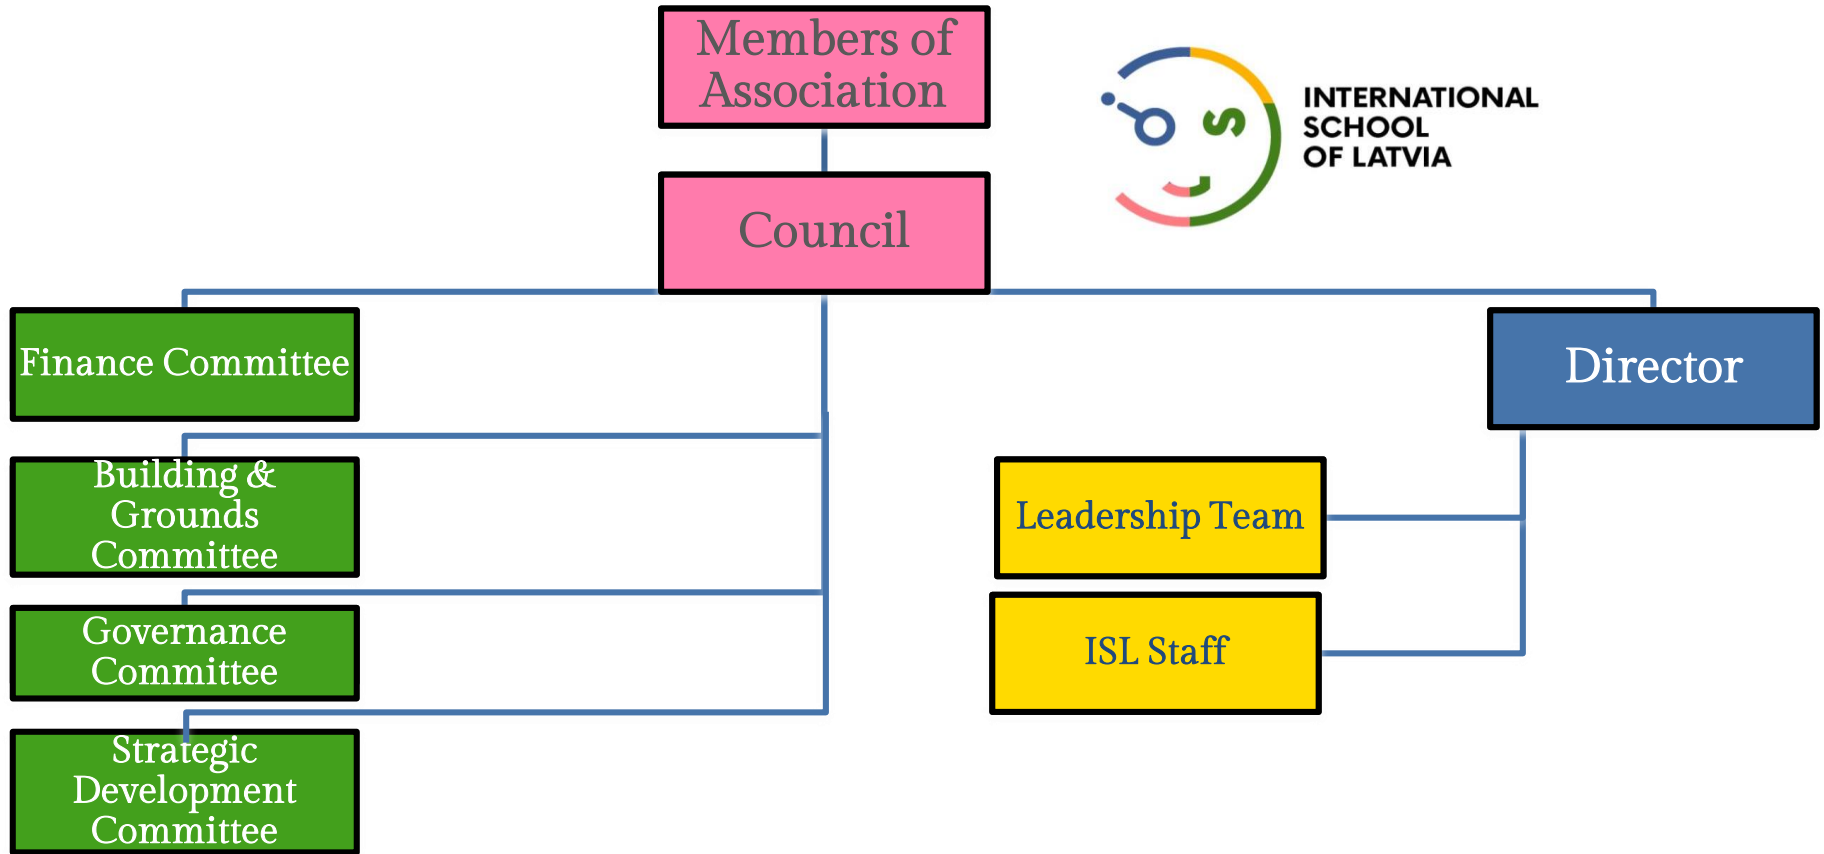 Members of
Association
INTERNATIONAL
SCHOOL
OF LATVIA
Council
Finance Committee
Director
Building &
Grounds
Committee
Leadership Team
Governance
Committee
ISL Staff
Strategic
Development
Committee